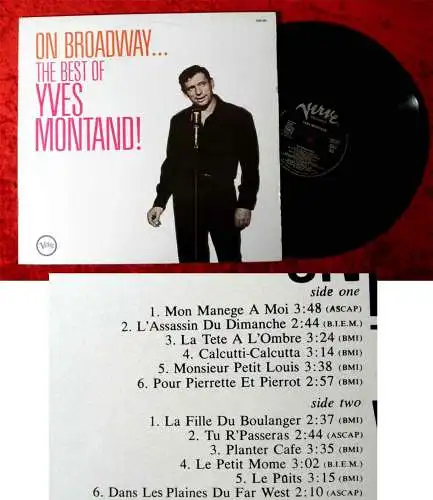 ON BROADWAY...
THE BEST OF
YVES
MONTAND!
Verve
Verve
side one
1. Mon Manege A Moi 3:48 (ASCAP)
2. L'Assassin Du Dimanche 2:44 (B.I.E.M.)
3. La Tete A L'Ombre 3:24 (BMI)
4. Calcutti-Calcutta 3:14 (BMI)
5. Monsieur Petit Louis 3:38 (BMI)
6. Pour Pierrette Et Pierrot 2:57 (BMI)
side two
1. La Fille Du Boulanger 2:37 (BMI)
2. Tu R'Passeras 2:44 (ASCAP)
3. Planter Cafe 3:35 (BMI)
4. Le Petit Mome 3:02 (B.I.E.M.)
5. Le Puits 3:15 (BMI)
6. Dans Les Plaines Du Far West 2:10 (ASCAP)